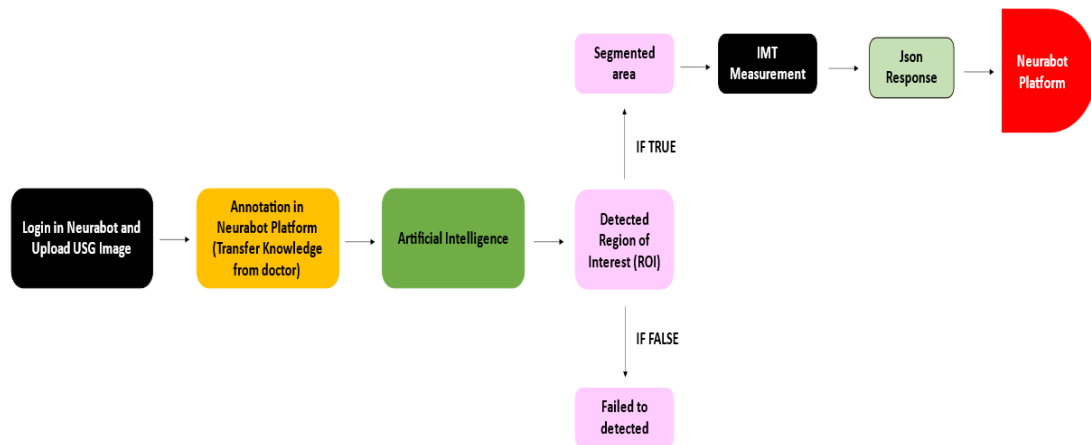 Segmented
area
IMT
Measurement
Json
Response
Neurabot
Platform
IF TRUE
Login in Neurabot and
Upload USG Image
Annotation in
Neurabot Platform
(Transfer Knowledge
from doctor)
Artificial Intelligence
Detected
Region of
Interest (ROI)
IF FALSE
Failed to
detected